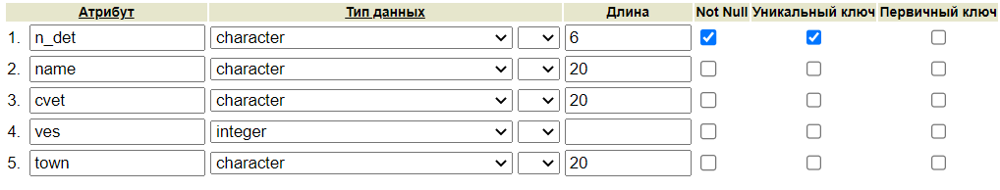 Атрибут Тип данных Длина Not Null Уникальный ключ Первичный ключ
1. n_det character 6
2. name character 20
3. cvet character 20
4. ves integer
5. town character 20